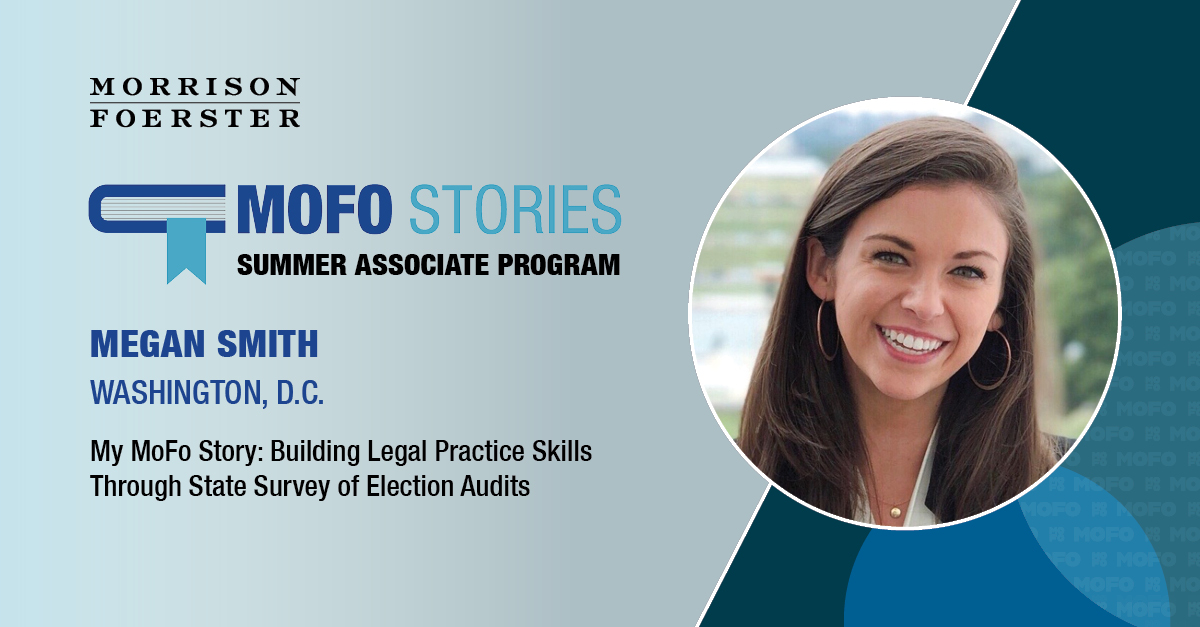 MORRISON
FOERSTER
MOFO STORIES
SUMMER ASSOCIATE PROGRAM
MEGAN SMITH
WASHINGTON, D.C.
My MoFo Story: Building Legal Practice Skills
Through State Survey of Election Audits